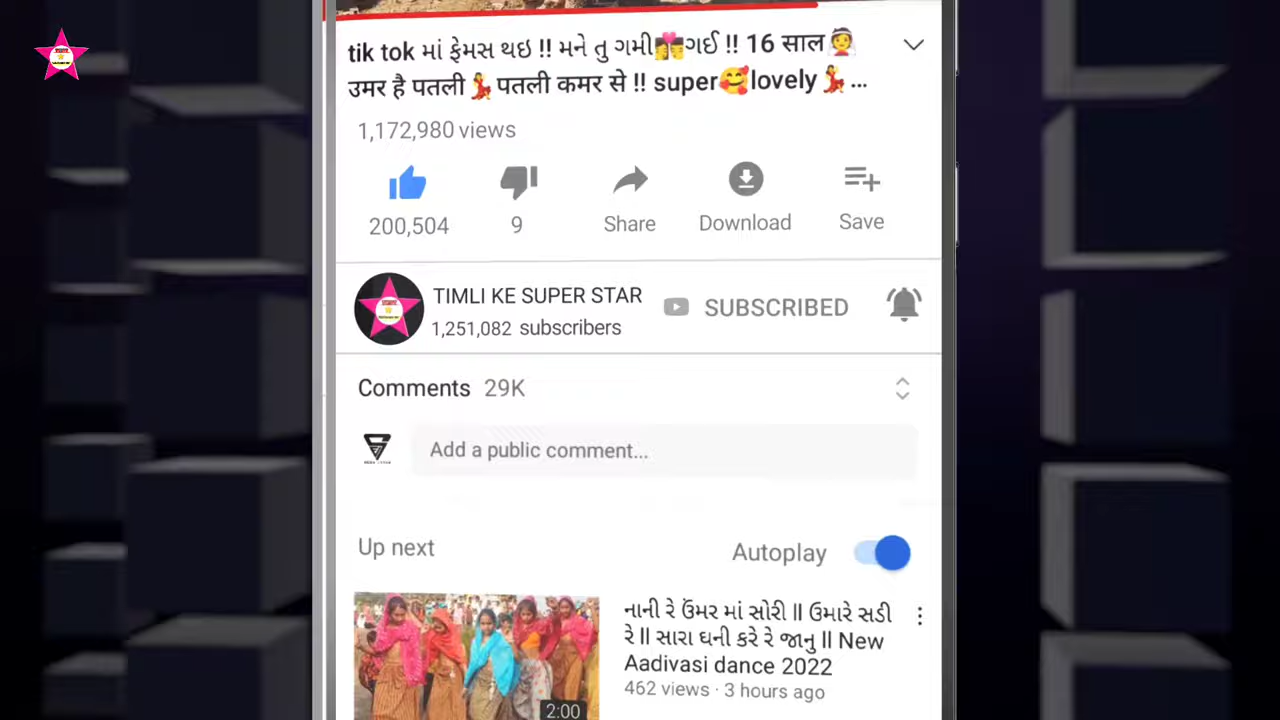 tik tok માં ફેમસ થઇ !! મને તુ ગમી💏ગઈ !! 16 साल👰
उमर है पतली💃पतली कमर से !! super🥰lovely💃...
1,172,980 views
200,504
9
Share
Download
Save
TIMLI KE SUPER STAR
1,251,082 subscribers
SUBSCRIBED
Comments 29K
Add a public comment...
Up next
Autoplay
નાની રે ઉંમર માં સોરી || ઉમારે સડી
રે || સારા ઘની કરે રે જાનુ || New
Aadivasi dance 2022
462 views · 3 hours ago
2:00